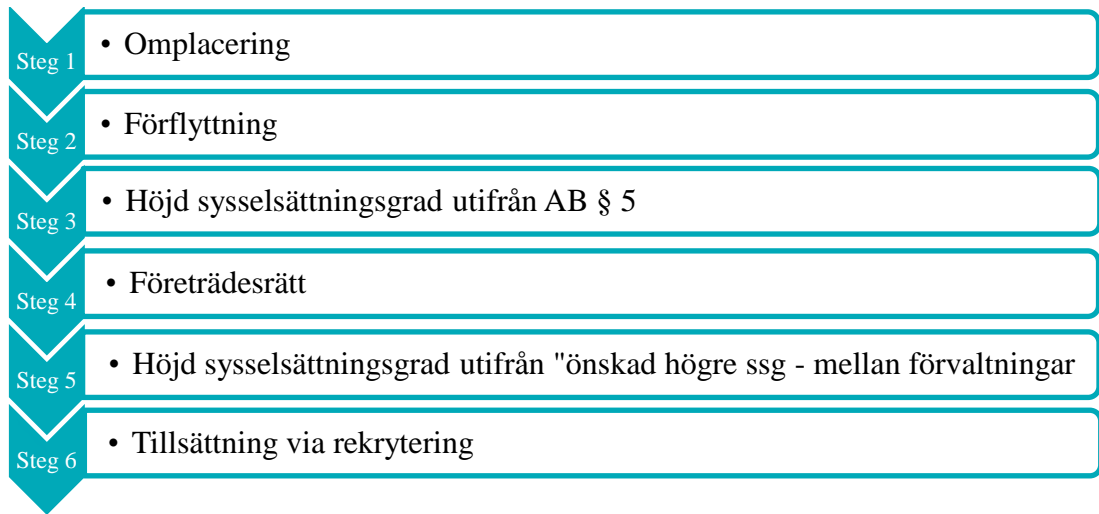 Steg 1
• Omplacering
Steg 2
• Förflyttning
Steg 3
• Höjd sysselsättningsgrad utifrån AB § 5
Steg 4
• Företrädesrätt
Steg 5
• Höjd sysselsättningsgrad utifrån "önskad högre ssg - mellan förvaltningar
Steg 6
• Tillsättning via rekrytering